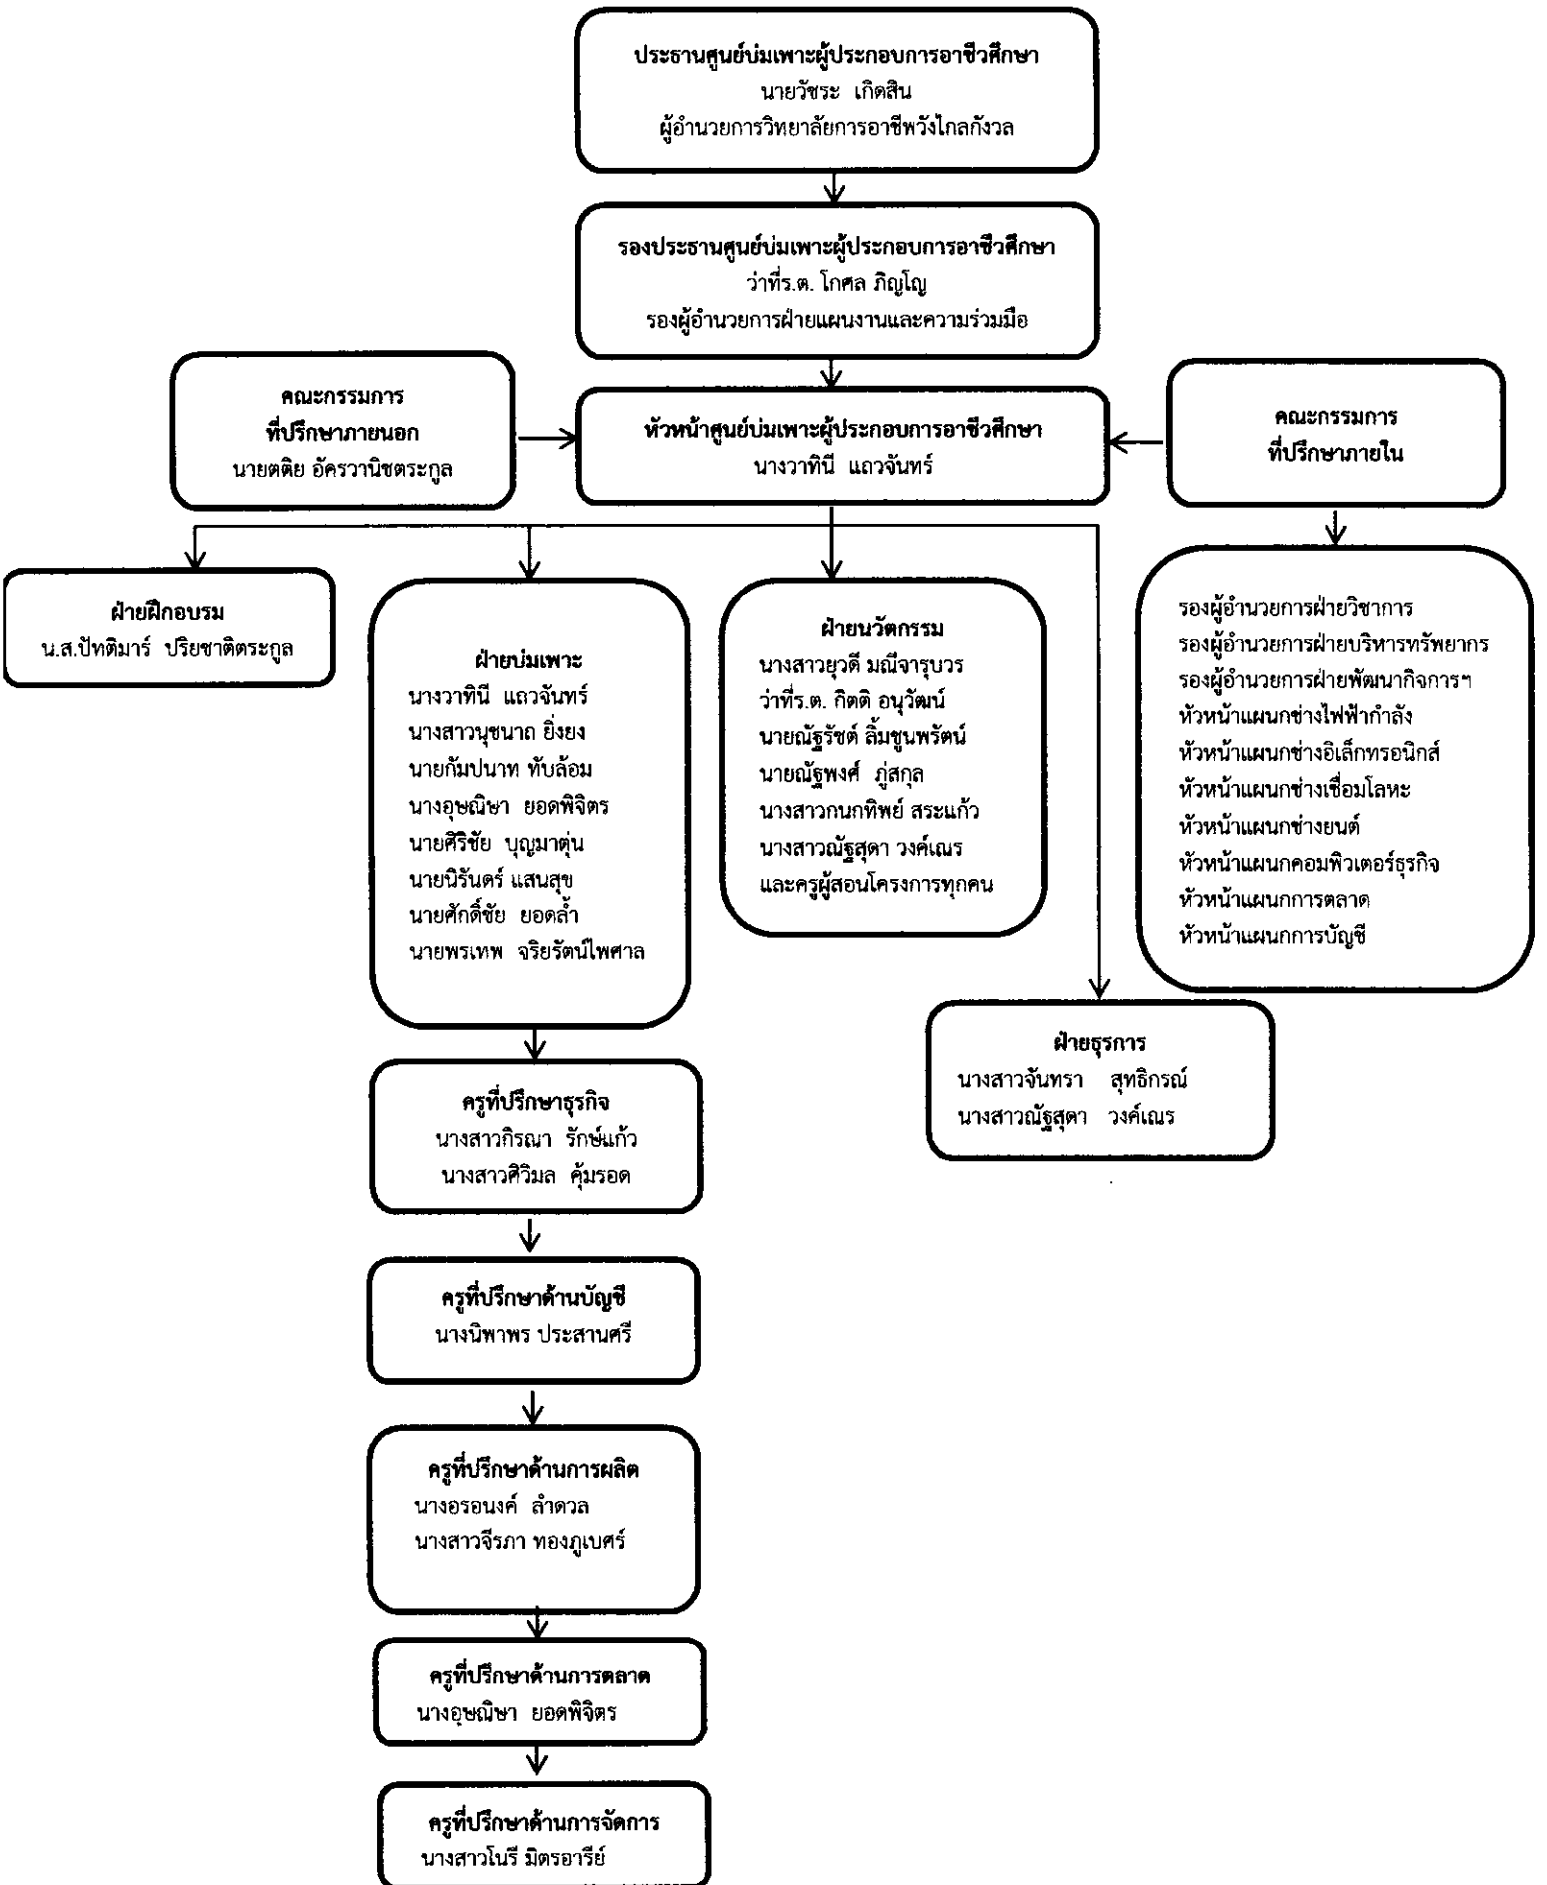 ประธานศูนย์บ่มเพาะผู้ประกอบการอาชีวศึกษา
นายวัชระ เกิดสิน
ผู้อำนวยการวิทยาลัยการอาชีพวังไกลกังวล
รองประธานศูนย์บ่มเพาะผู้ประกอบการอาชีวศึกษา
ว่าที่ร.ต. โกศล ภิญโญ
รองผู้อำนวยการฝ่ายแผนงานและความร่วมมือ
คณะกรรมการ
ที่ปรึกษาภายนอก
นายตติย อัครวานิชตระกูล
หัวหน้าศูนย์บ่มเพาะผู้ประกอบการอาชีวศึกษา
นางวาทินี แถวจันทร์
คณะกรรมการ
ที่ปรึกษาภายใน
ฝ่ายฝึกอบรม
น.ส.ปัทติมาร์ ปริยชาติตระกูล
ฝ่ายบ่มเพาะ
นางวาทินี แถวจันทร์
นางสาวนุชนาถ ยิ่งยง
นายกัมปนาท ทับล้อม
นางอุษณิษา ยอดพิจิตร
นายศิริชัย บุญมาตุ่น
นายนิรันดร์ แสนสุข
นายศักดิ์ชัย ยอดล้ำ
นายพรเทพ จริยรัตน์ไพศาล
ฝ่ายนวัตกรรม
นางสาวยุวดี มณีจารุบวร
ว่าที่ร.ต. กิตติ อนุวัฒน์
นายณัฐรัชต์ ลิ้มชูนพรัตน์
นายณัฐพงศ์ ภู่สกุล
นางสาวกนกทิพย์ สระแก้ว
นางสาวณัฐสุดา วงค์เณร
และครูผู้สอนโครงการทุกคน
รองผู้อำนวยการฝ่ายวิชาการ
รองผู้อำนวยการฝ่ายบริหารทรัพยากร
รองผู้อำนวยการฝ่ายพัฒนากิจการฯ
หัวหน้าแผนกช่างไฟฟ้ากำลัง
หัวหน้าแผนกช่างอิเล็กทรอนิกส์
หัวหน้าแผนกช่างเชื่อมโลหะ
หัวหน้าแผนกช่างยนต์
หัวหน้าแผนกคอมพิวเตอร์ธุรกิจ
หัวหน้าแผนกการตลาด
หัวหน้าแผนกการบัญชี
ฝ่ายธุรการ
นางสาวจันทรา สุทธิกรณ์
นางสาวณัฐสุดา วงค์เณร
ครูที่ปรึกษาธุรกิจ
นางสาวกิรณา รักษ์แก้ว
นางสาวศิวิมล คุ้มรอด
ครูที่ปรึกษาด้านบัญชี
นางนิพาพร ประสานศรี
ครูที่ปรึกษาด้านการผลิต
นางอรอนงค์ ลำดวล
นางสาวจีรภา ทองภูเบศร์
ครูที่ปรึกษาด้านการตลาด
นางอุษณิษา ยอดพิจิตร
ครูที่ปรึกษาด้านการจัดการ
นางสาวโนรี มิตรอารีย์